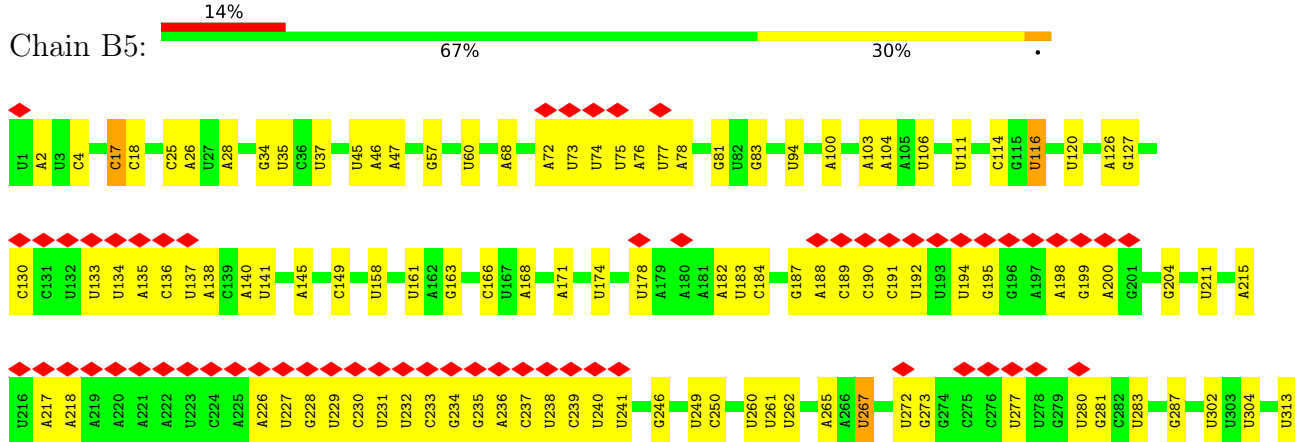 14%
Chain B5:
67% 30% •
U1 A2 U3 C4 C17 C18 C25 A26 U27 A28 G34 U35 C36 U37 U45 A46 A47 G57 U60 A68 A72 U73 U74 U75 A76 U77 A78 G81 U82 G83 U94 A100 A103 A104 A105 U106 U111 C114 G115 U116 U120 A126 G127
C130 C131 U132 U133 U134 A135 C136 U137 A138 C139 A140 U141 A145 C149 U158 U161 A162 G163 C166 U167 A168 A171 U174 U178 A179 A180 A181 A182 U183 C184 G187 A188 C189 C190 C191 U192 U193 U194 G195 G196 A197 A198 G199 A200 G201 G204 U211 A215
U216 A217 A218 A219 A220 A221 A222 U223 C224 A225 A226 U227 G228 U229 C230 U231 U232 C233 G234 G235 A236 C237 U238 C239 U240 U241 G246 U249 C250 U260 U261 U262 A265 A266 U267 U272 G273 G274 C275 C276 U277 U278 G279 U280 G281 C282 U283 G287 U302 U303 U304 U313